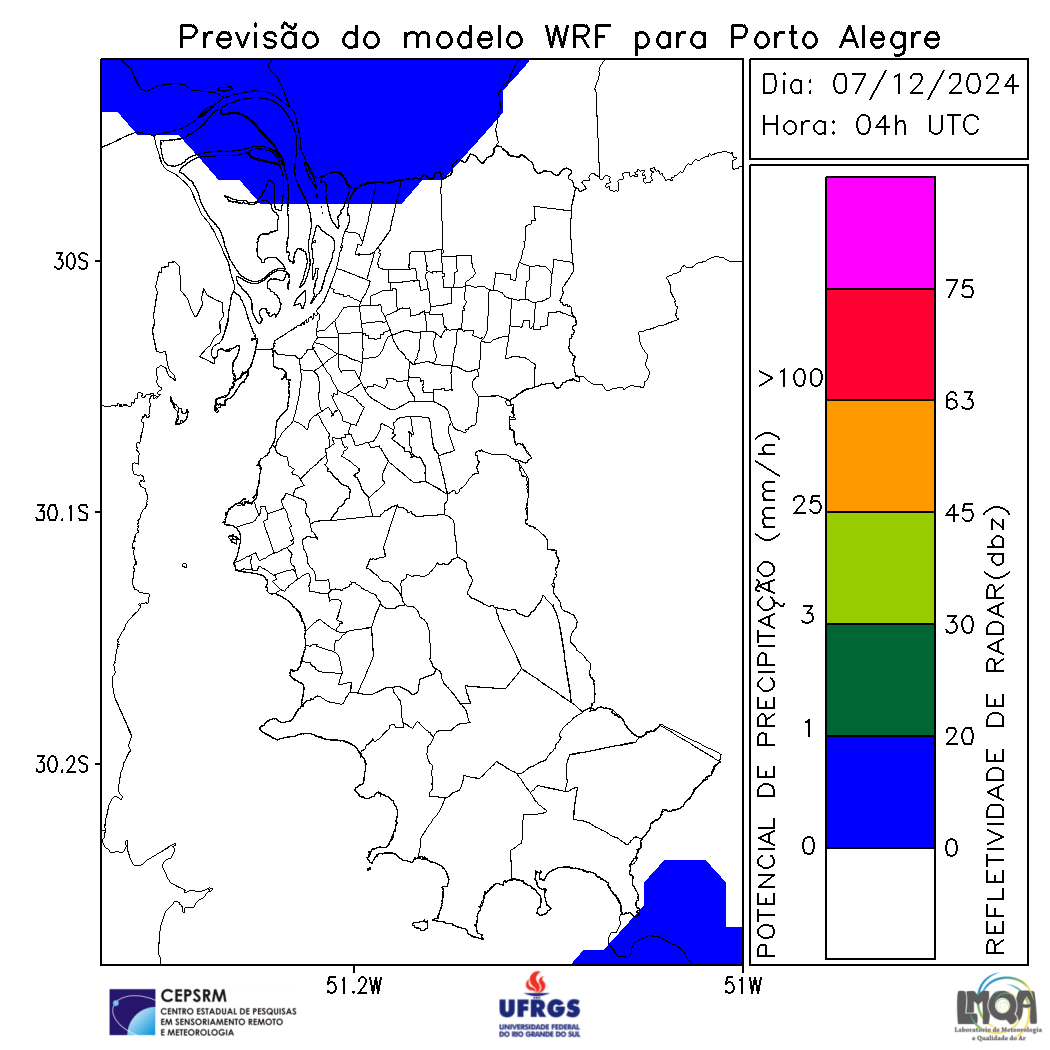 Previsão do modelo WRF para Porto Alegre
Dia: 07/12/2024
Hora: 04h UTC
30S
30.1S
30.2S
51.2W
51W
POTENCIAL DE PRECIPITAÇÃO (mm/h)
>100
25
3
1
0
75
63
45
30
20
0
REFLETIVIDADE DE RADAR(dbz)
CEPSRM
CENTRO ESTADUAL DE PESQUISAS
EM SENSORIAMENTO REMOTO
E METEOROLOGIA
UFRGS
UNIVERSIDADE FEDERAL
DO RIO GRANDE DO SUL
LMQA
Laboratório de Meteorologia
e Qualidade do Ar